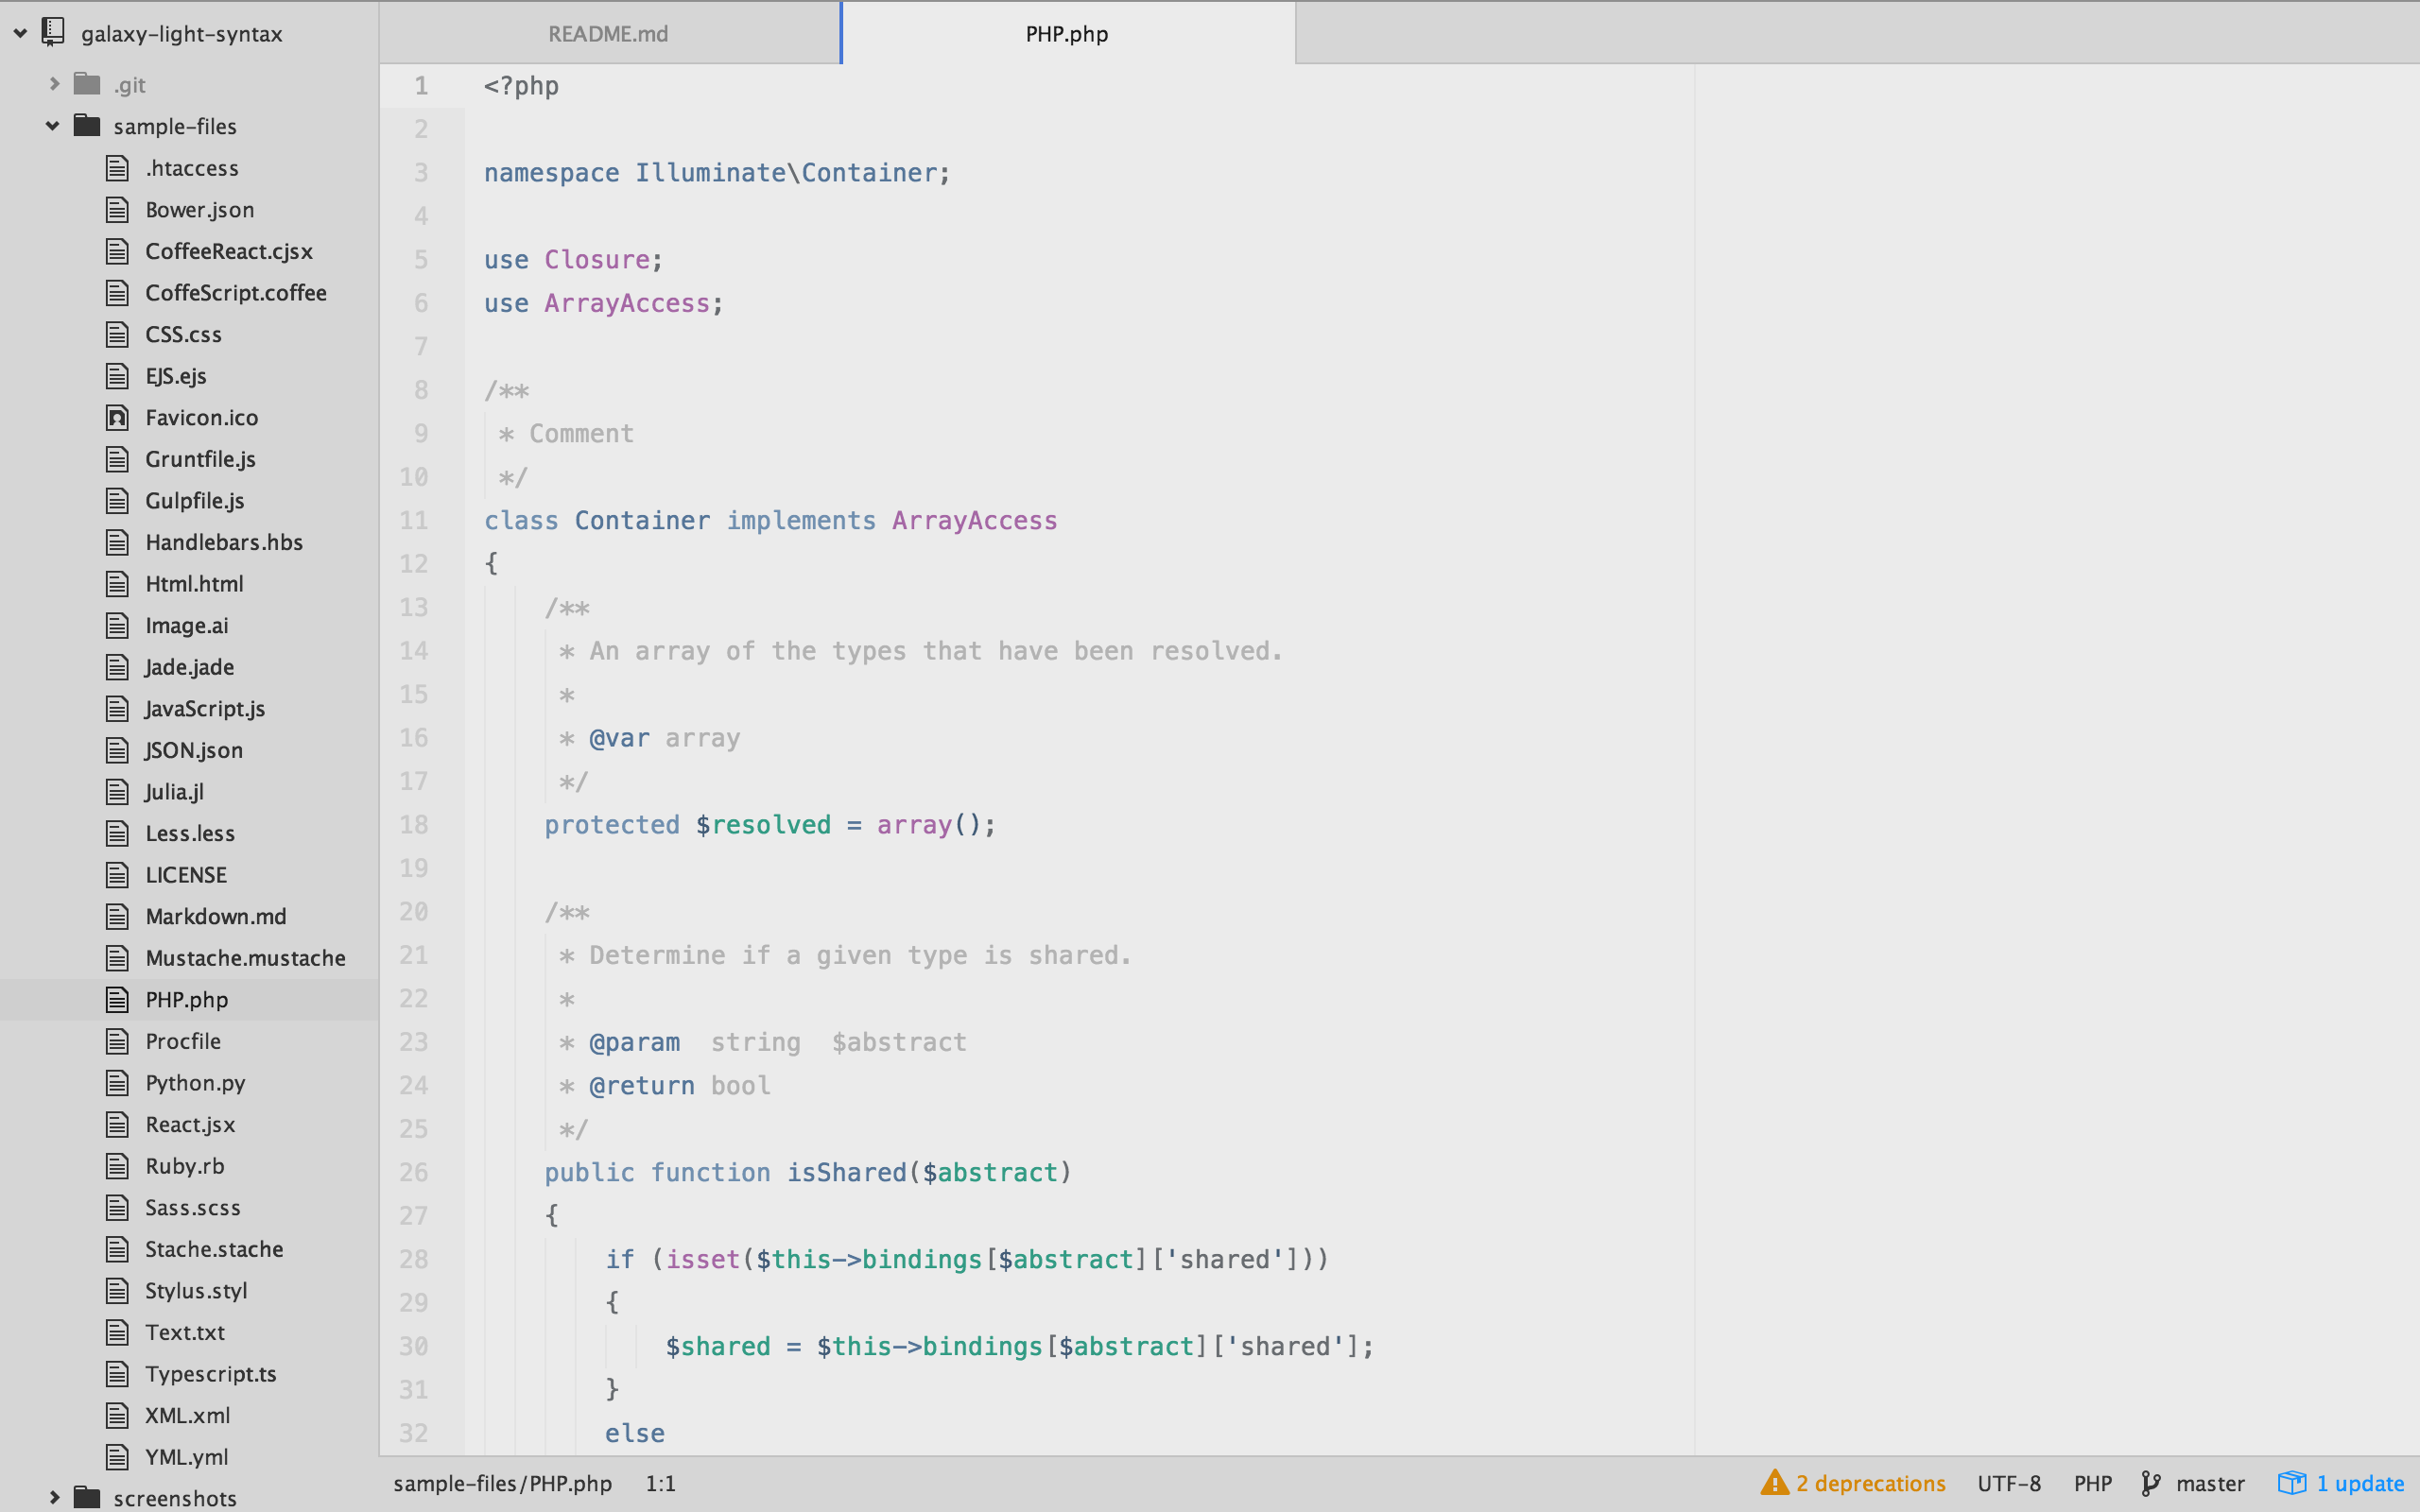 galaxy-light-syntax
.git
sample-files
.htaccess
Bower.json
CoffeeReact.cjsx
CoffeScript.coffee
CSS.css
EJS.ejs
Favicon.ico
Gruntfile.js
Gulpfile.js
Handlebars.hbs
Html.html
Image.ai
Jade.jade
JavaScript.js
JSON.json
Julia.jl
Less.less
LICENSE
Markdown.md
Mustache.mustache
PHP.php
Procfile
Python.py
React.jsx
Ruby.rb
Sass.scss
Stache.stache
Stylus.styl
Text.txt
Typescript.ts
XML.xml
YML.yml
screenshots
README.md PHP.php
1 <?php
2
3 namespace Illuminate\Container;
4
5 use Closure;
6 use ArrayAccess;
7
8 /**
9  * Comment
10  */
11 class Container implements ArrayAccess
12 {
13     /**
14      * An array of the types that have been resolved.
15      *
16      * @var array
17      */
18     protected $resolved = array();
19
20     /**
21      * Determine if a given type is shared.
22      *
23      * @param  string  $abstract
24      * @return bool
25      */
26     public function isShared($abstract)
27     {
28         if (isset($this->bindings[$abstract]['shared']))
29         {
30             $shared = $this->bindings[$abstract]['shared'];
31         }
32         else
sample-files/PHP.php 1:1 2 deprecations UTF-8 PHP master 1 update